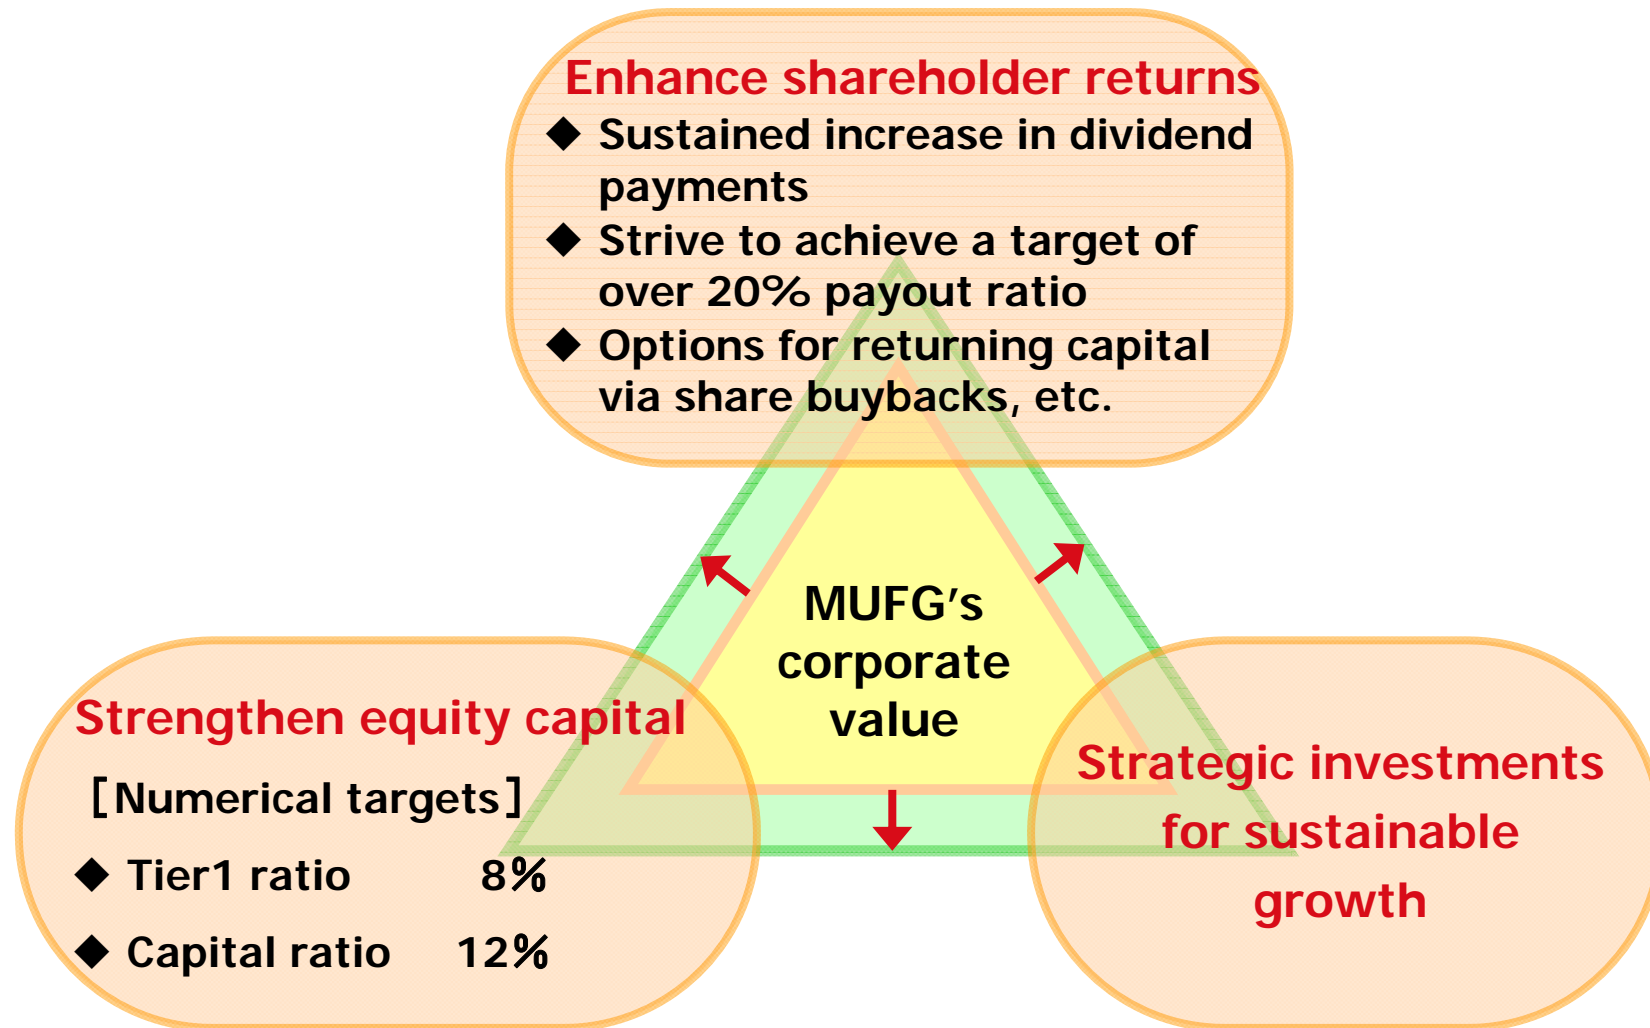 Enhance shareholder returns
◆ Sustained increase in dividend
payments
◆ Strive to achieve a target of
over 20% payout ratio
◆ Options for returning capital
via share buybacks, etc.
MUFG's
corporate
value
Strengthen equity capital
[Numerical targets]
◆ Tier1 ratio 8%
◆ Capital ratio 12%
Strategic investments
for sustainable
growth